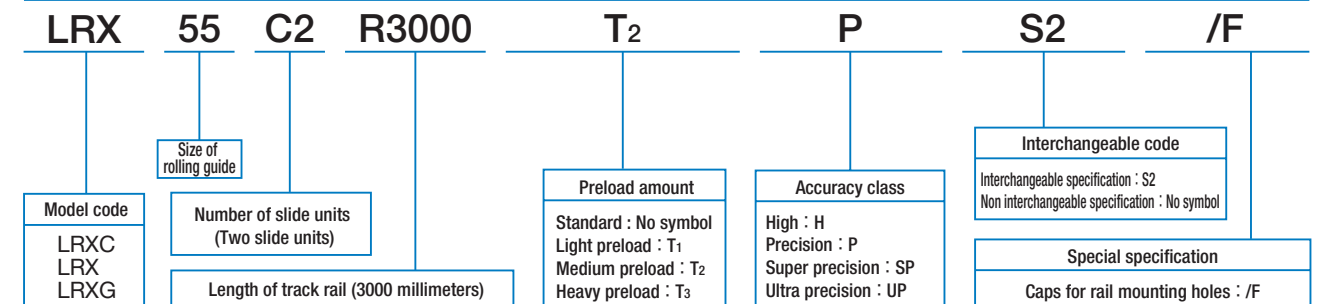 LRX 55 C2 R3000 T2 P S2 /F
Size of
rolling guide
Model code
LRXC
LRX
LRXG
Number of slide units
(Two slide units)
Length of track rail (3000 millimeters)
Preload amount
Standard : No symbol
Light preload : T1
Medium preload : T2
Heavy preload : T3
Accuracy class
High : H
Precision : P
Super precision : SP
Ultra precision : UP
Interchangeable code
Interchangeable specification : S2
Non interchangeable specification : No symbol
Special specification
Caps for rail mounting holes : /F